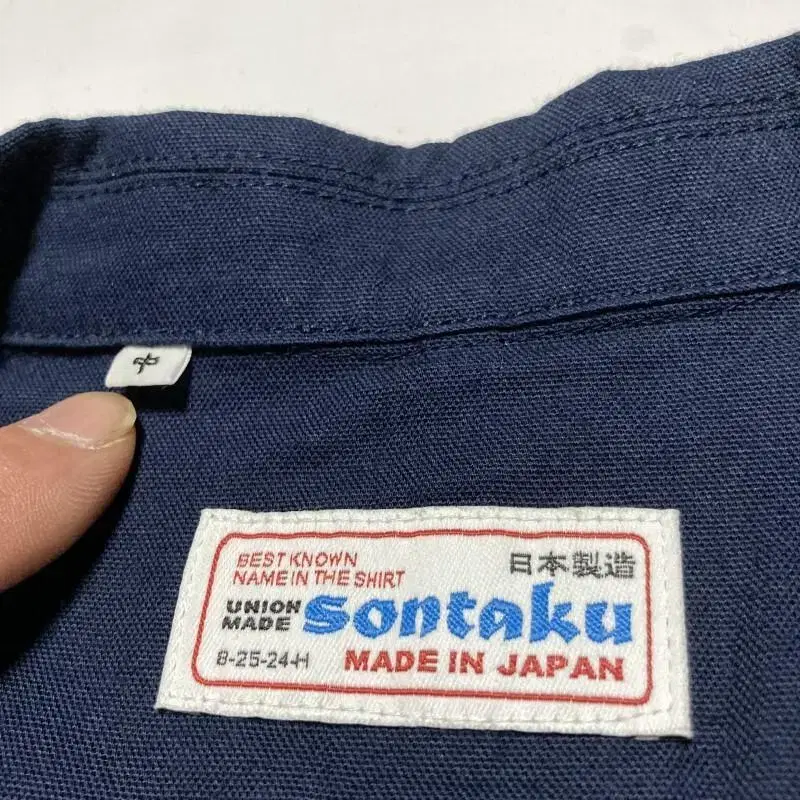 BEST KNOWN
NAME IN THE SHIRT
日本製造
UNION
MADE
sontaku
8-25-24-H
MADE IN JAPAN